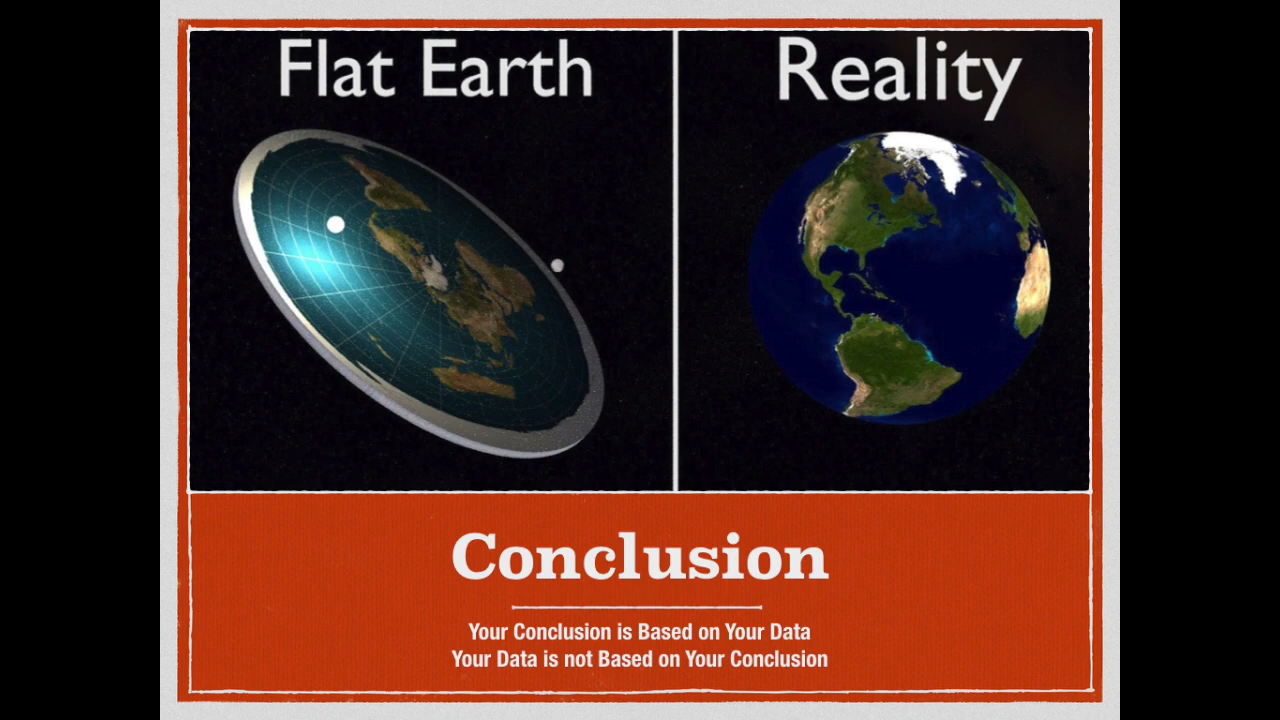 Flat Earth
Reality
Conclusion
Your Conclusion is Based on Your Data
Your Data is not Based on Your Conclusion